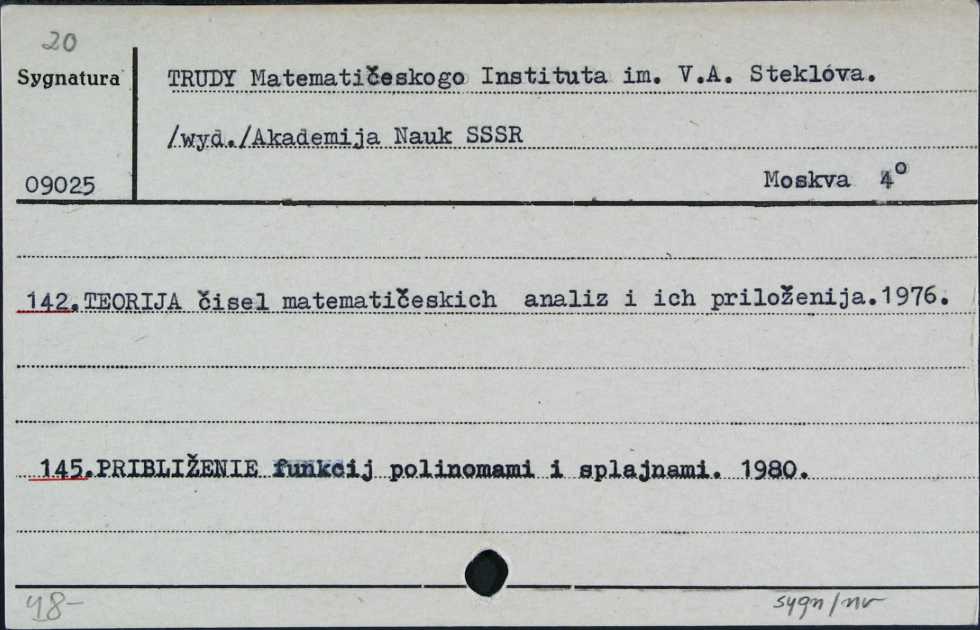 20
Sygnatura
TRUDY Matematičeskogo Instituta im. V.A. Steklóva.
/wyd./Akademija Nauk SSSR
09025
Moskva 4°
142.TEORIJA čisel matematičeskich analiz i ich priloženija.1976.
145.PRIBLIŽENIE funkcij polinomami i splajnami. 1980.
48-
sygn/nr